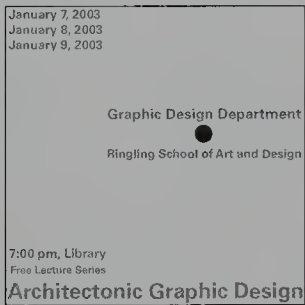 January 7, 2003
January 8, 2003
January 9, 2003
Graphic Design Department
Ringling School of Art and Design
7:00 pm, Library
Free Lecture Series
Architectonic Graphic Design